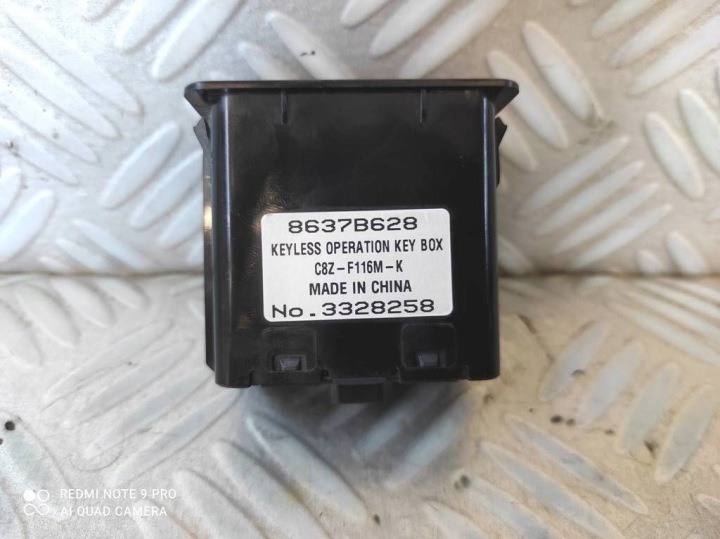 8637B628
KEYLESS OPERATION KEY BOX
C8Z-F116M-K
MADE IN CHINA
No.3328258
REDMI NOTE 9 PRO
AI QUAD CAMERA